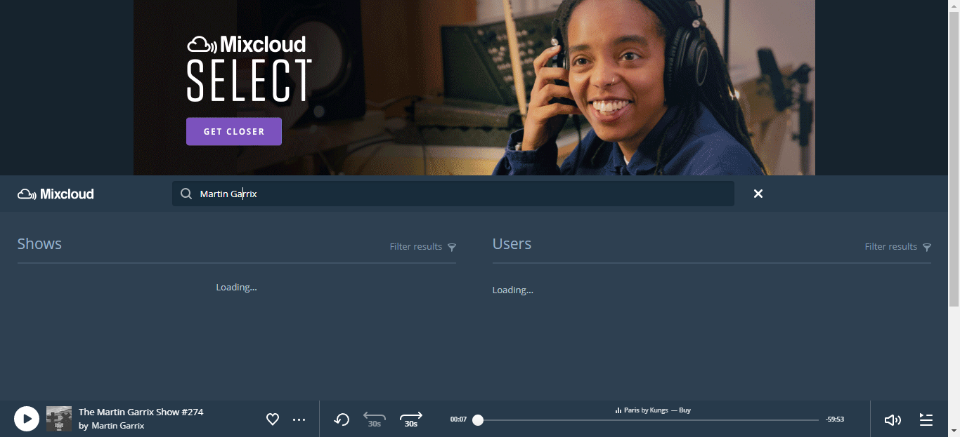 Mixcloud
SELECT
GET CLOSER
Mixcloud
Martin Garrix
Shows
Filter results
Users
Filter results
Loading...
Loading...
The Martin Garrix Show #274
by Martin Garrix
30s
30s
00:07
Paris by Kungs — Buy
-59:53